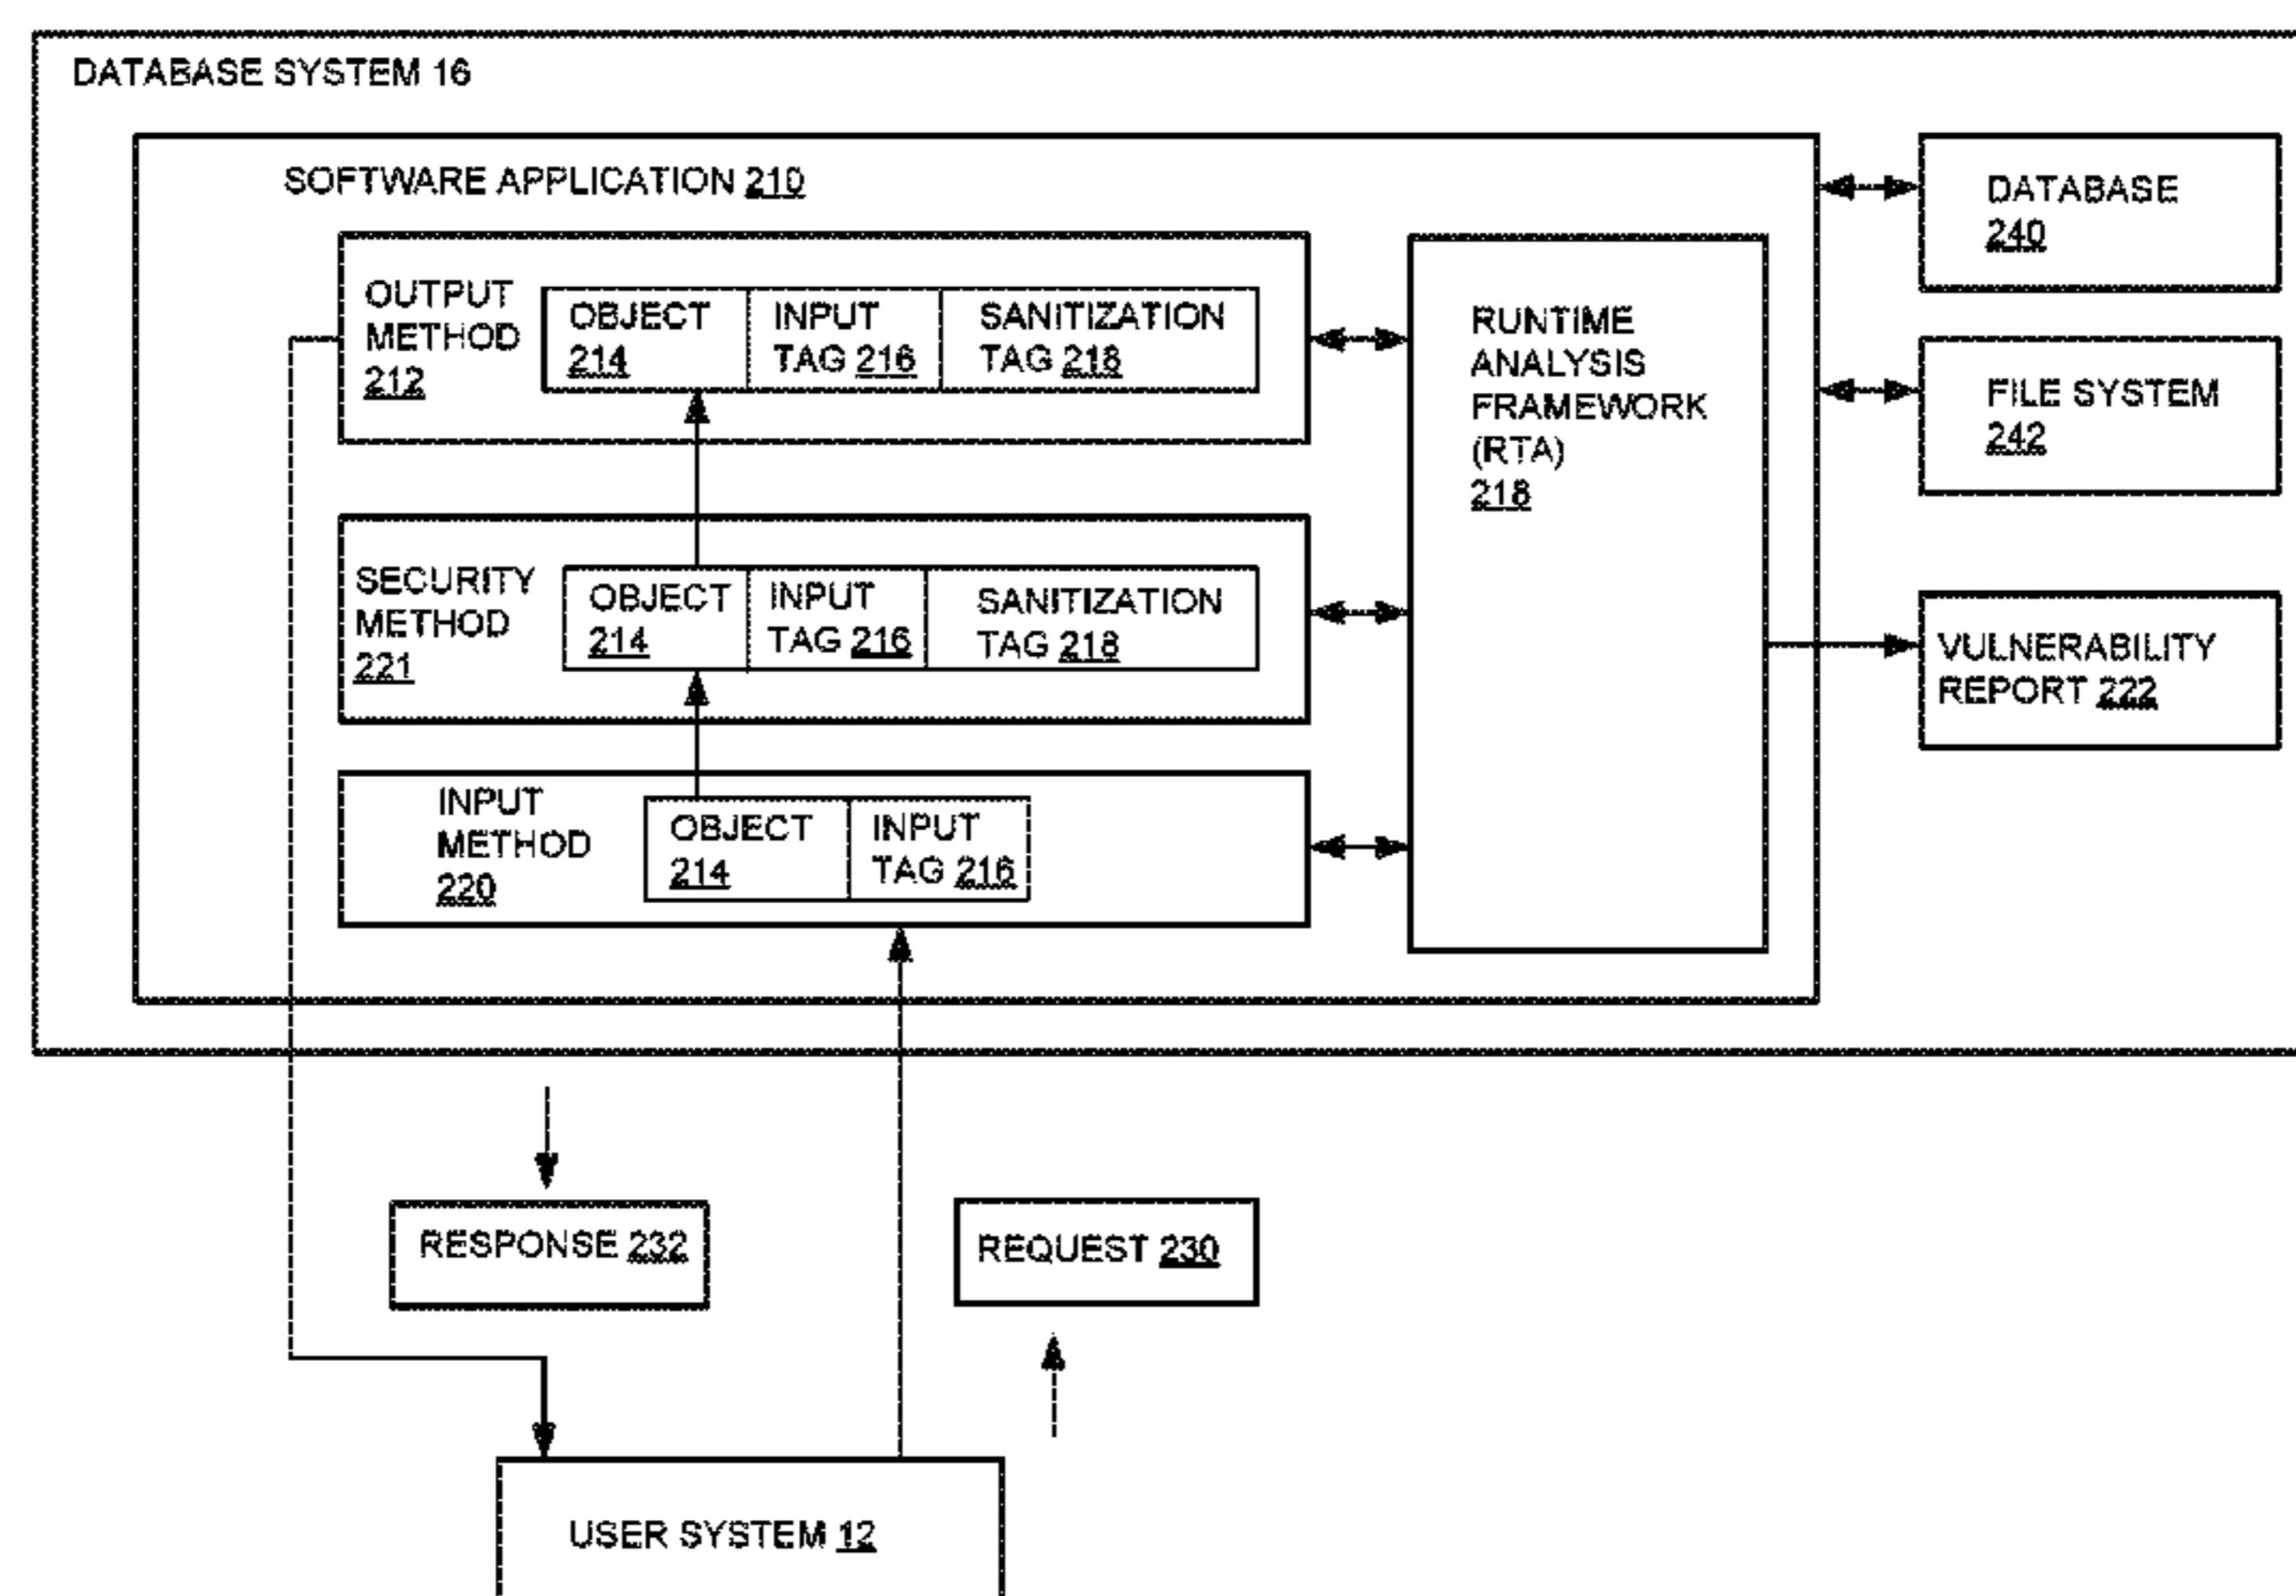 DATABASE SYSTEM 16
SOFTWARE APPLICATION 210
OUTPUT
METHOD
212
OBJECT
214
INPUT
TAG 216
SANITIZATION
TAG 218
SECURITY
METHOD
221
OBJECT
214
INPUT
TAG 216
SANITIZATION
TAG 218
INPUT
METHOD
220
OBJECT
214
INPUT
TAG 216
RUNTIME
ANALYSIS
FRAMEWORK
(RTA)
218
DATABASE
240
FILE SYSTEM
242
VULNERABILITY
REPORT 222
RESPONSE 232
REQUEST 230
USER SYSTEM 12